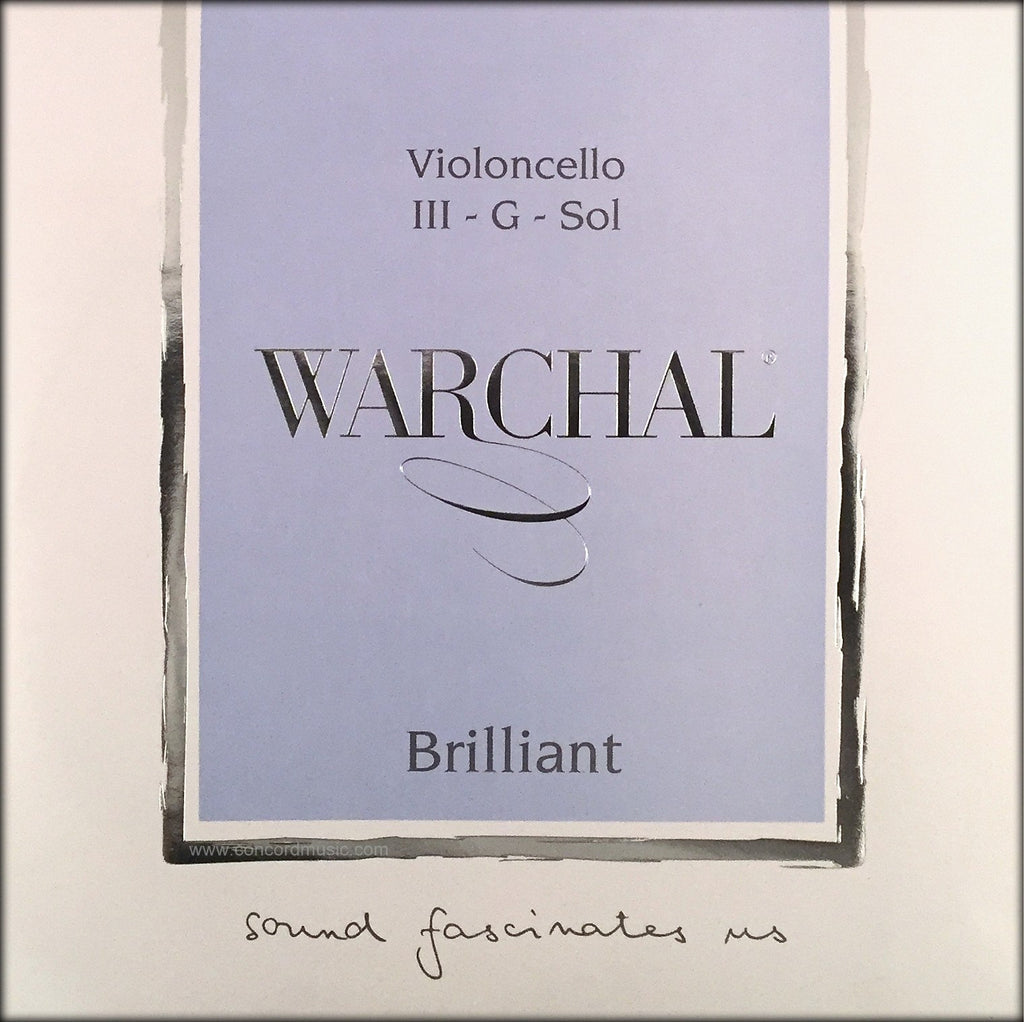 Violoncello
III - G - Sol
WARCHAL®
Brilliant
www.concordmusic.com
sound fascinates us